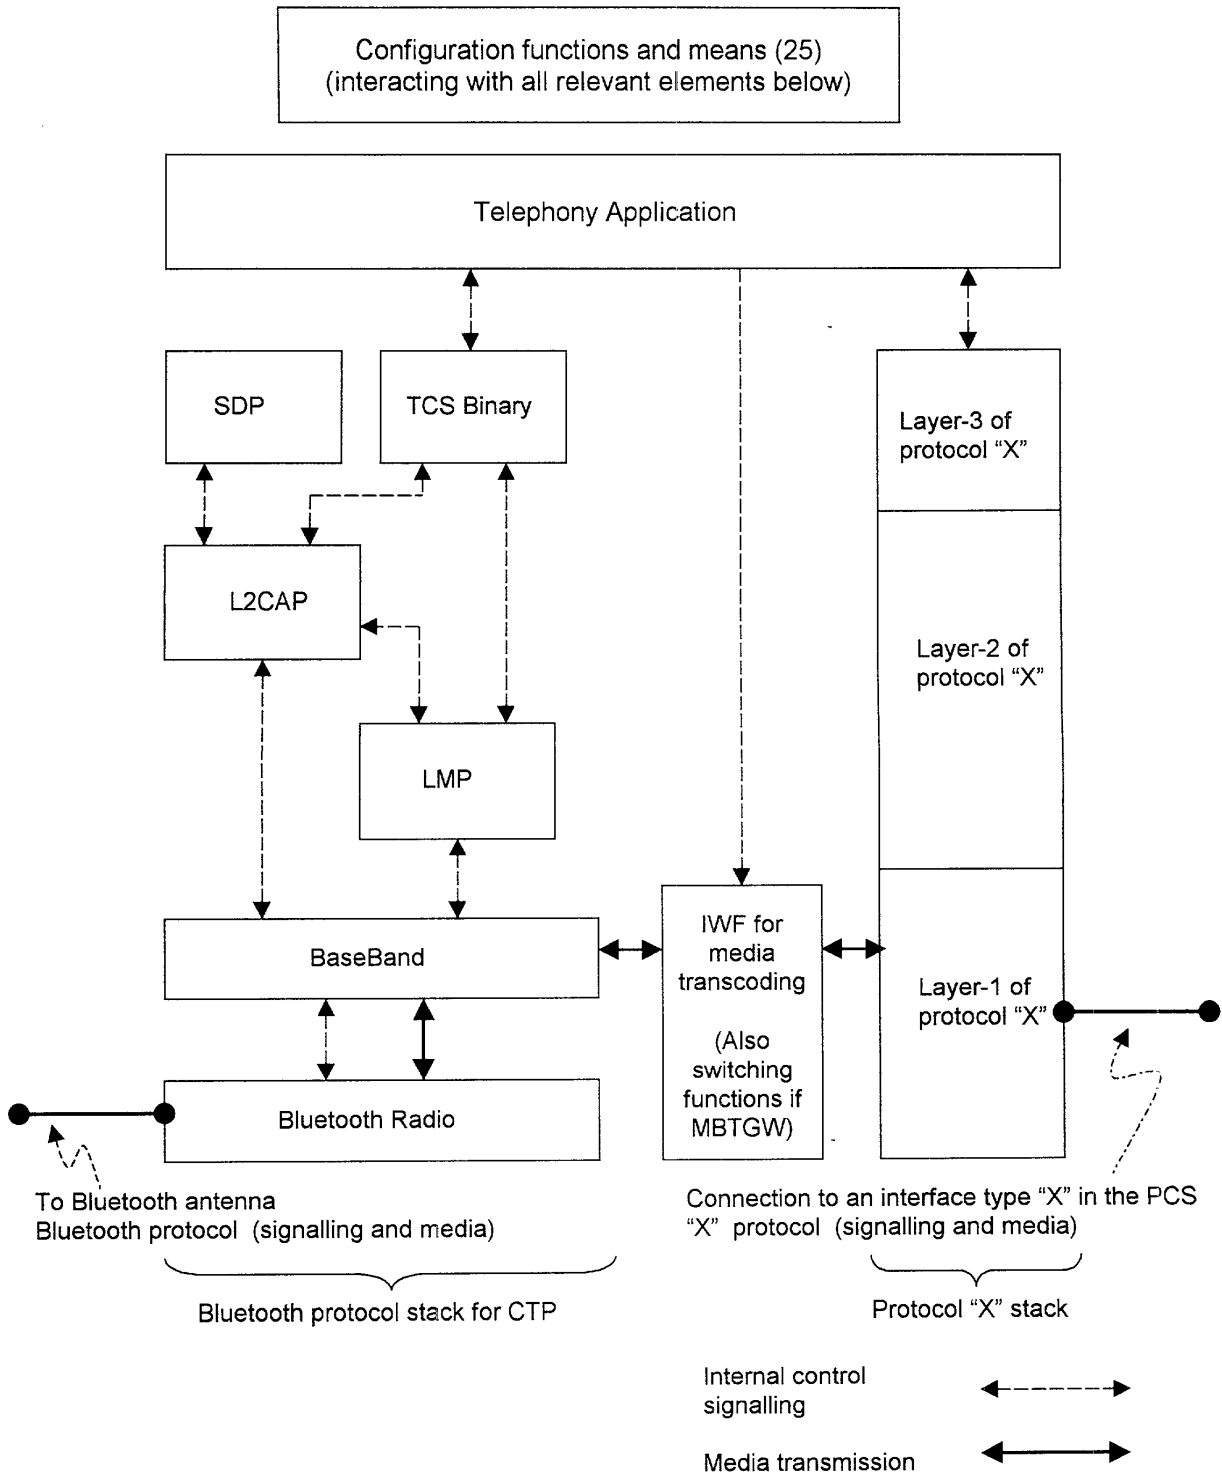 Configuration functions and means (25)
(interacting with all relevant elements below)
Telephony Application
SDP
TCS Binary
Layer-3 of
protocol “X”
L2CAP
Layer-2 of
protocol “X”
LMP
BaseBand
IWF for
media
transcoding
(Also
switching
functions if
MBTGW)
Layer-1 of
protocol “X”
Bluetooth Radio
To Bluetooth antenna
Bluetooth protocol (signalling and media)
Connection to an interface type “X” in the PCS
“X” protocol (signalling and media)
Bluetooth protocol stack for CTP
Protocol “X” stack
Internal control
signalling
Media transmission